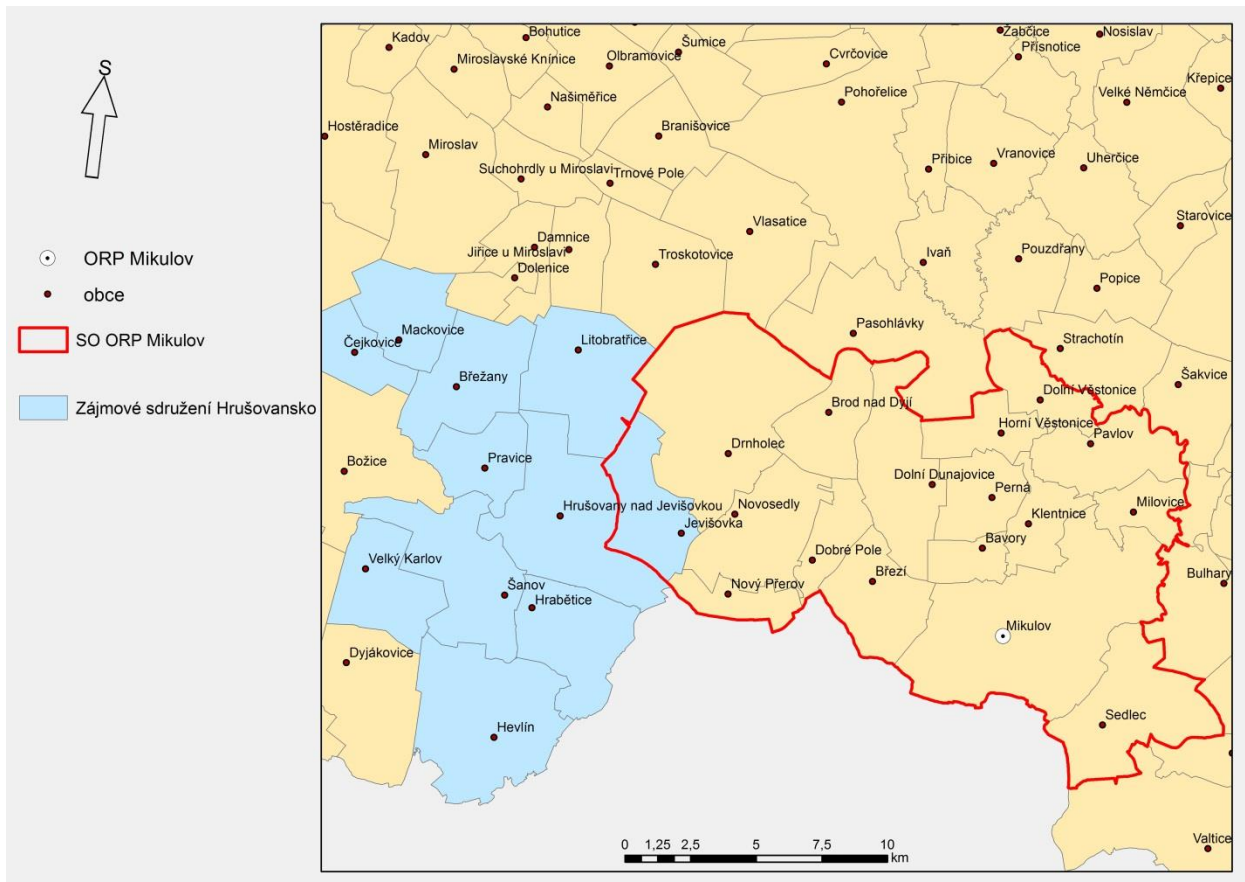 S
ORP Mikulov
obce
SO ORP Mikulov
Zájmové sdružení Hrušovansko
Kadov
Bohutice
Šumice
Žabčice
Nosislav
Miroslavské Knínice
Olbramovice
Cvrčovice
Přísnotice
Křepice
Našiměřice
Pohořelice
Velké Němčice
Hostěradice
Branišovice
Miroslav
Přibice
Vranovice
Uherčice
Suchohrdly u Miroslavi
Trnové Pole
Starovice
Vlasatice
Damnice
Jiřice u Miroslavi
Troskotovice
Ivaň
Pouzdřany
Dolenice
Popice
Mackovice
Pasohlávky
Čejkovice
Litobratřice
Strachotín
Břežany
Šakvice
Dolní Věstonice
Brod nad Dyjí
Horní Věstonice
Pavlov
Božice
Pravice
Drnholec
Dolní Dunajovice
Perná
Hrušovany nad Jevišovkou
Novosedly
Milovice
Jevišovka
Klentnice
Velký Karlov
Dobré Pole
Bavory
Šanov
Hrabětice
Nový Přerov
Březí
Bulhary
Mikulov
Dyjákovice
Hevlín
Sedlec
Valtice
0 1,25 2,5 5 7,5 10
km